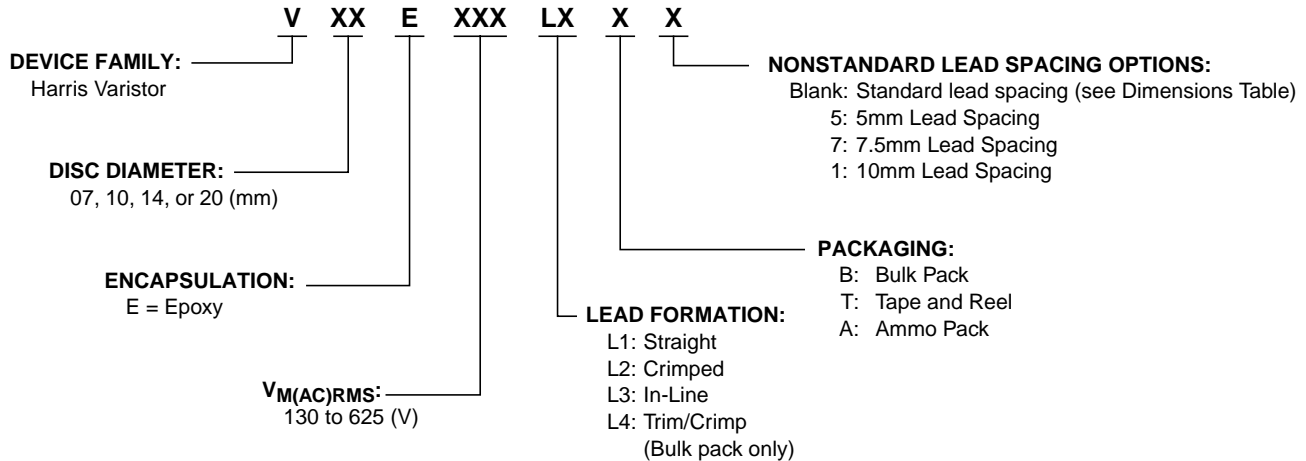 V XX E XXX LX X X
DEVICE FAMILY:
Harris Varistor
DISC DIAMETER:
07, 10, 14, or 20 (mm)
ENCAPSULATION:
E = Epoxy
VM(AC)RMS:
130 to 625 (V)
LEAD FORMATION:
L1: Straight
L2: Crimped
L3: In-Line
L4: Trim/Crimp
(Bulk pack only)
PACKAGING:
B: Bulk Pack
T: Tape and Reel
A: Ammo Pack
NONSTANDARD LEAD SPACING OPTIONS:
Blank: Standard lead spacing (see Dimensions Table)
5: 5mm Lead Spacing
7: 7.5mm Lead Spacing
1: 10mm Lead Spacing